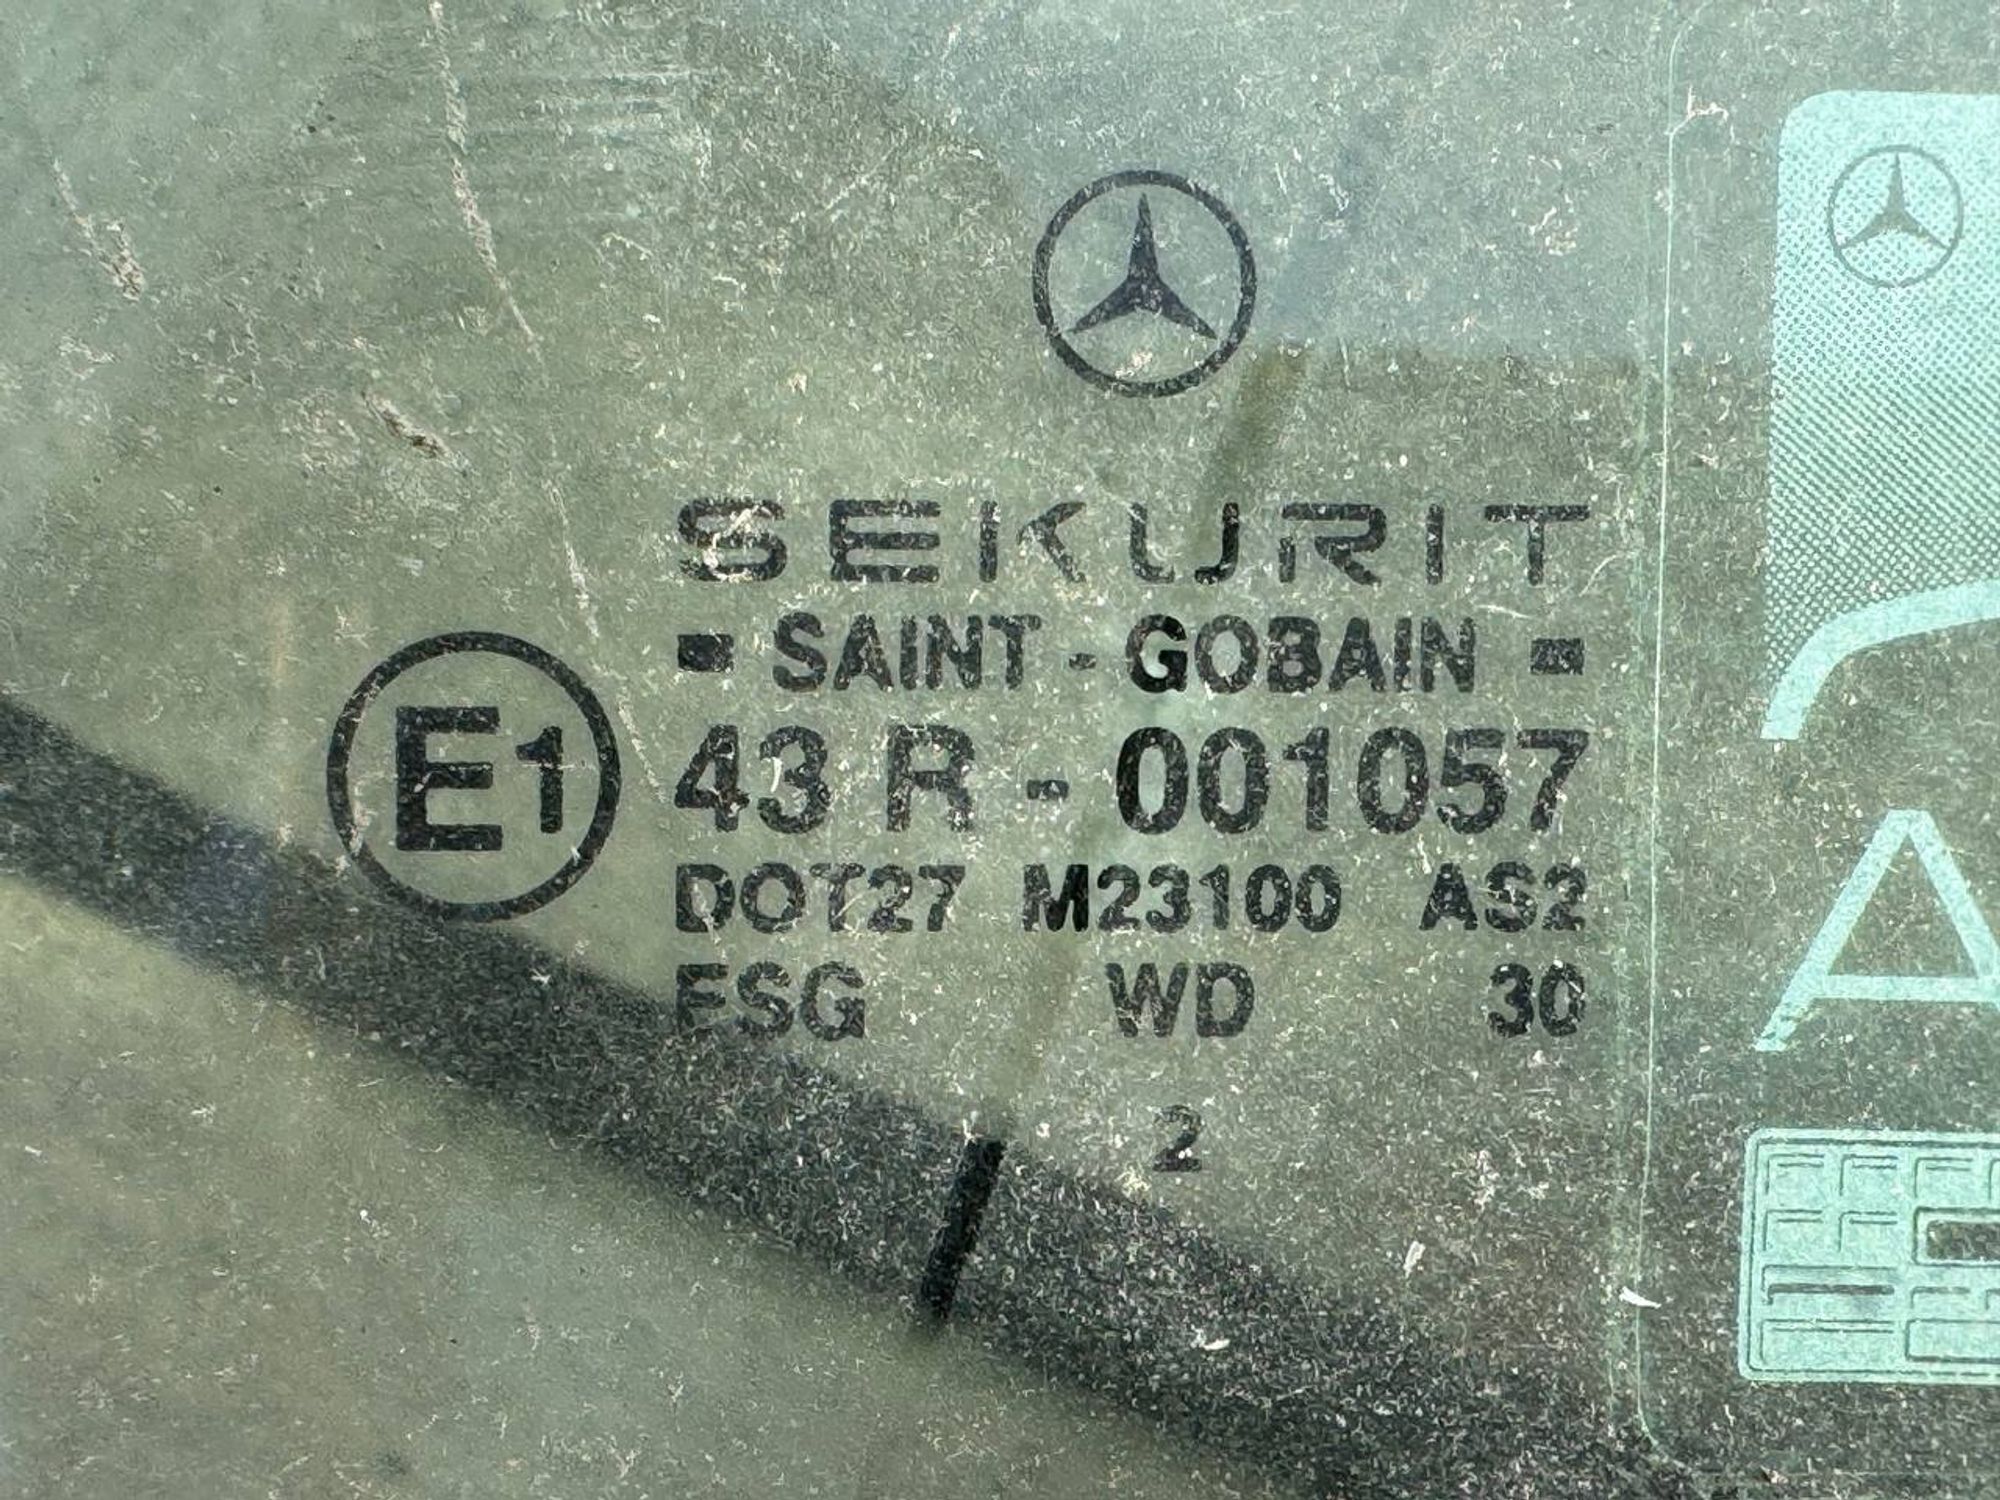 SEKURIT
▪ SAINT - GOBAIN ▪
E1 43 R - 001057
DOT27 M23100 AS2
ESG WD 30
2
A